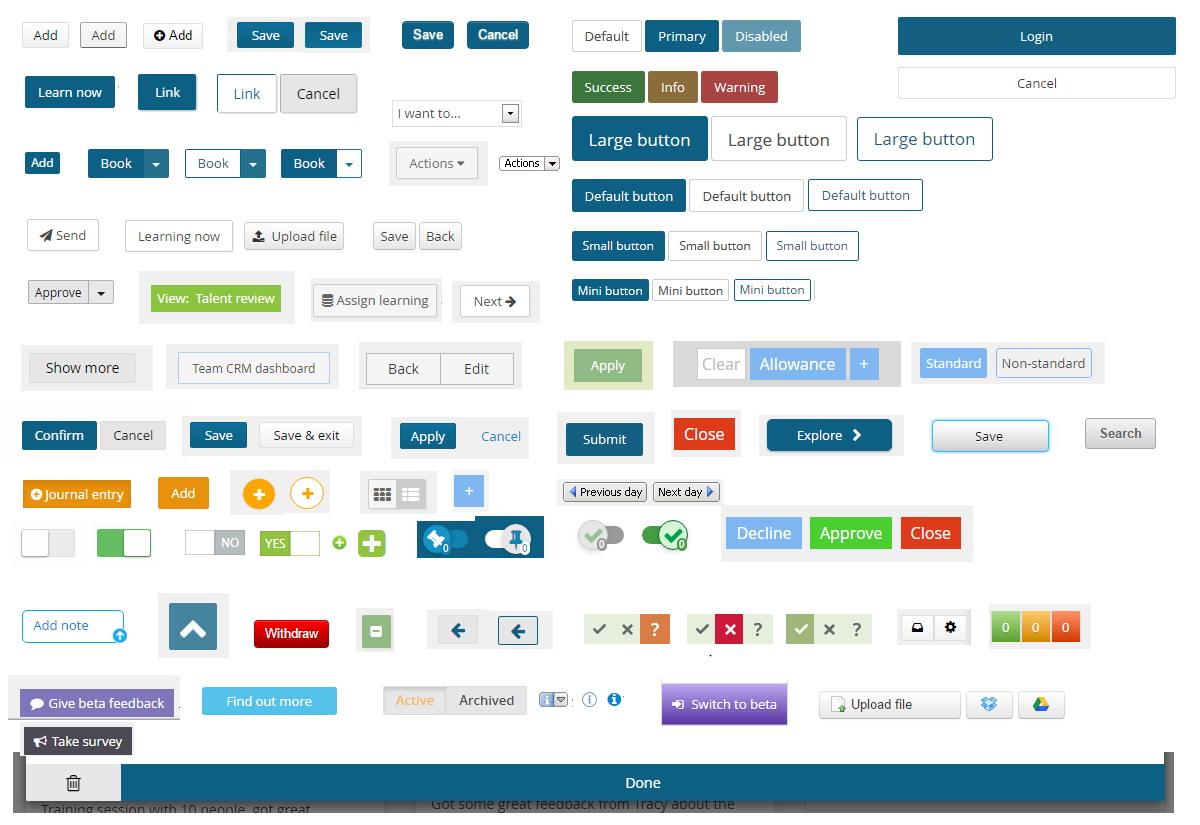 Add Add Add Save Save Save Cancel Default Primary Disabled Login
Learn now Link Link Cancel I want to... Success Info Warning Cancel
Large button Large button Large button
Add Book Book Book Actions Actions
Default button Default button Default button
Send Learning now Upload file Save Back Small button Small button Small button
Approve View: Talent review Assign learning Next Mini button Mini button Mini button
Show more Team CRM dashboard Back Edit Apply Clear Allowance + Standard Non-standard
Confirm Cancel Save Save & exit Apply Cancel Submit Close Explore Save Search
Journal entry Add + Previous day Next day
NO YES 0 0 0 0 Decline Approve Close
Add note Withdraw ? ? ? 0 0 0
Give beta feedback Find out more Active Archived i i i Switch to beta Upload file
Take survey
Done
Training session with 10 people, got great
Got some great feedback from Tracy about the